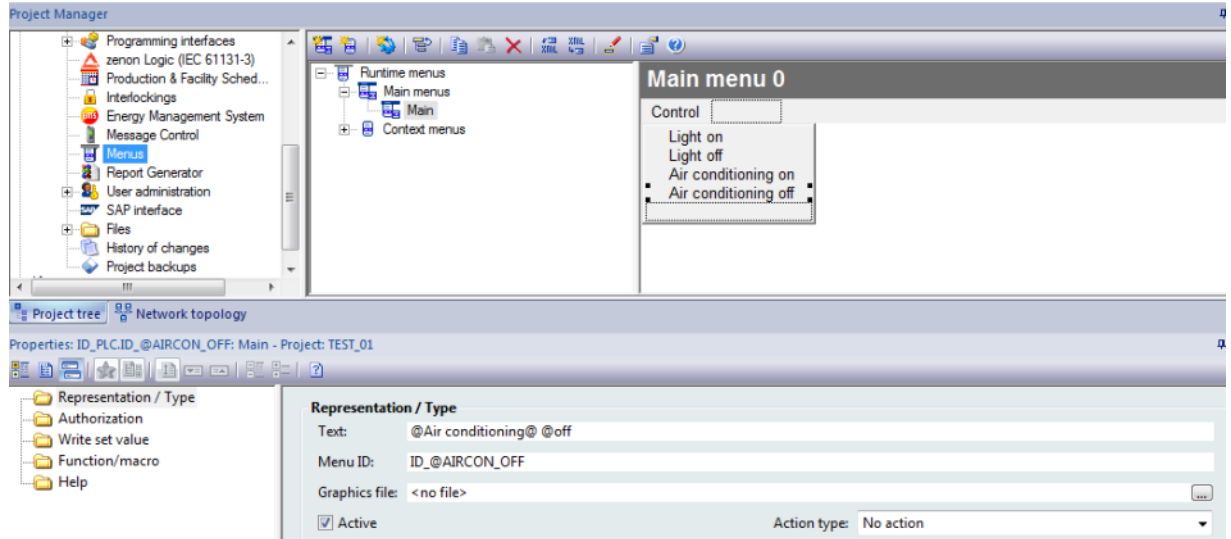 Project Manager
Programming interfaces
zenon Logic (IEC 61131-3)
Production & Facility Sched...
Interlockings
Energy Management System
Message Control
Menus
Report Generator
User administration
SAP interface
Files
History of changes
Project backups
Runtime menus
Main menus
Main
Context menus
Main menu 0
Control
Light on
Light off
Air conditioning on
Air conditioning off
Project tree
Network topology
Properties: ID_PLC.ID_@AIRCON_OFF: Main - Project: TEST_01
Representation / Type
Authorization
Write set value
Function/macro
Help
Representation / Type
Text: @Air conditioning@ @off
Menu ID: ID_@AIRCON_OFF
Graphics file: <no file> ...
Active Action type: No action